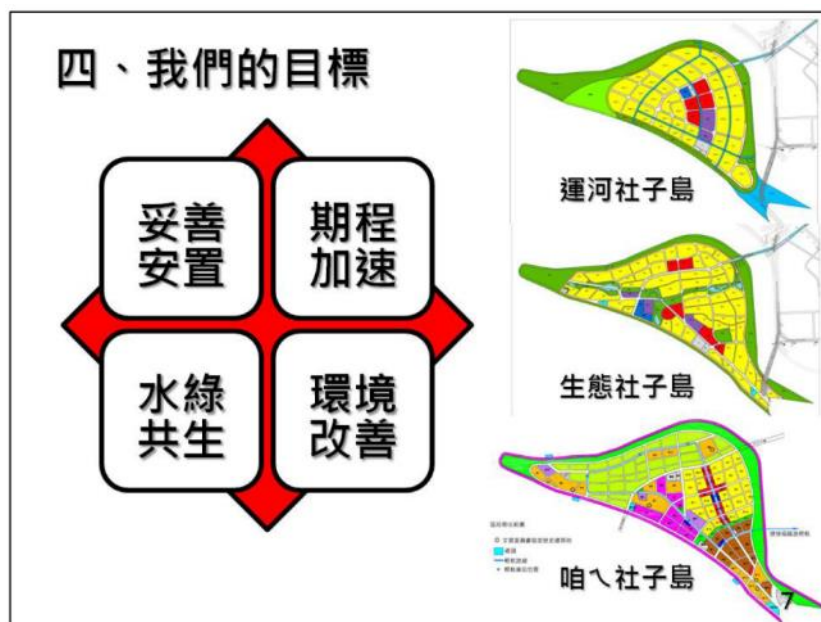 四、我們的目標
妥善
安置
期程
加速
水綠
共生
環境
改善
運河社子島
生態社子島
咱ㄟ社子島
7